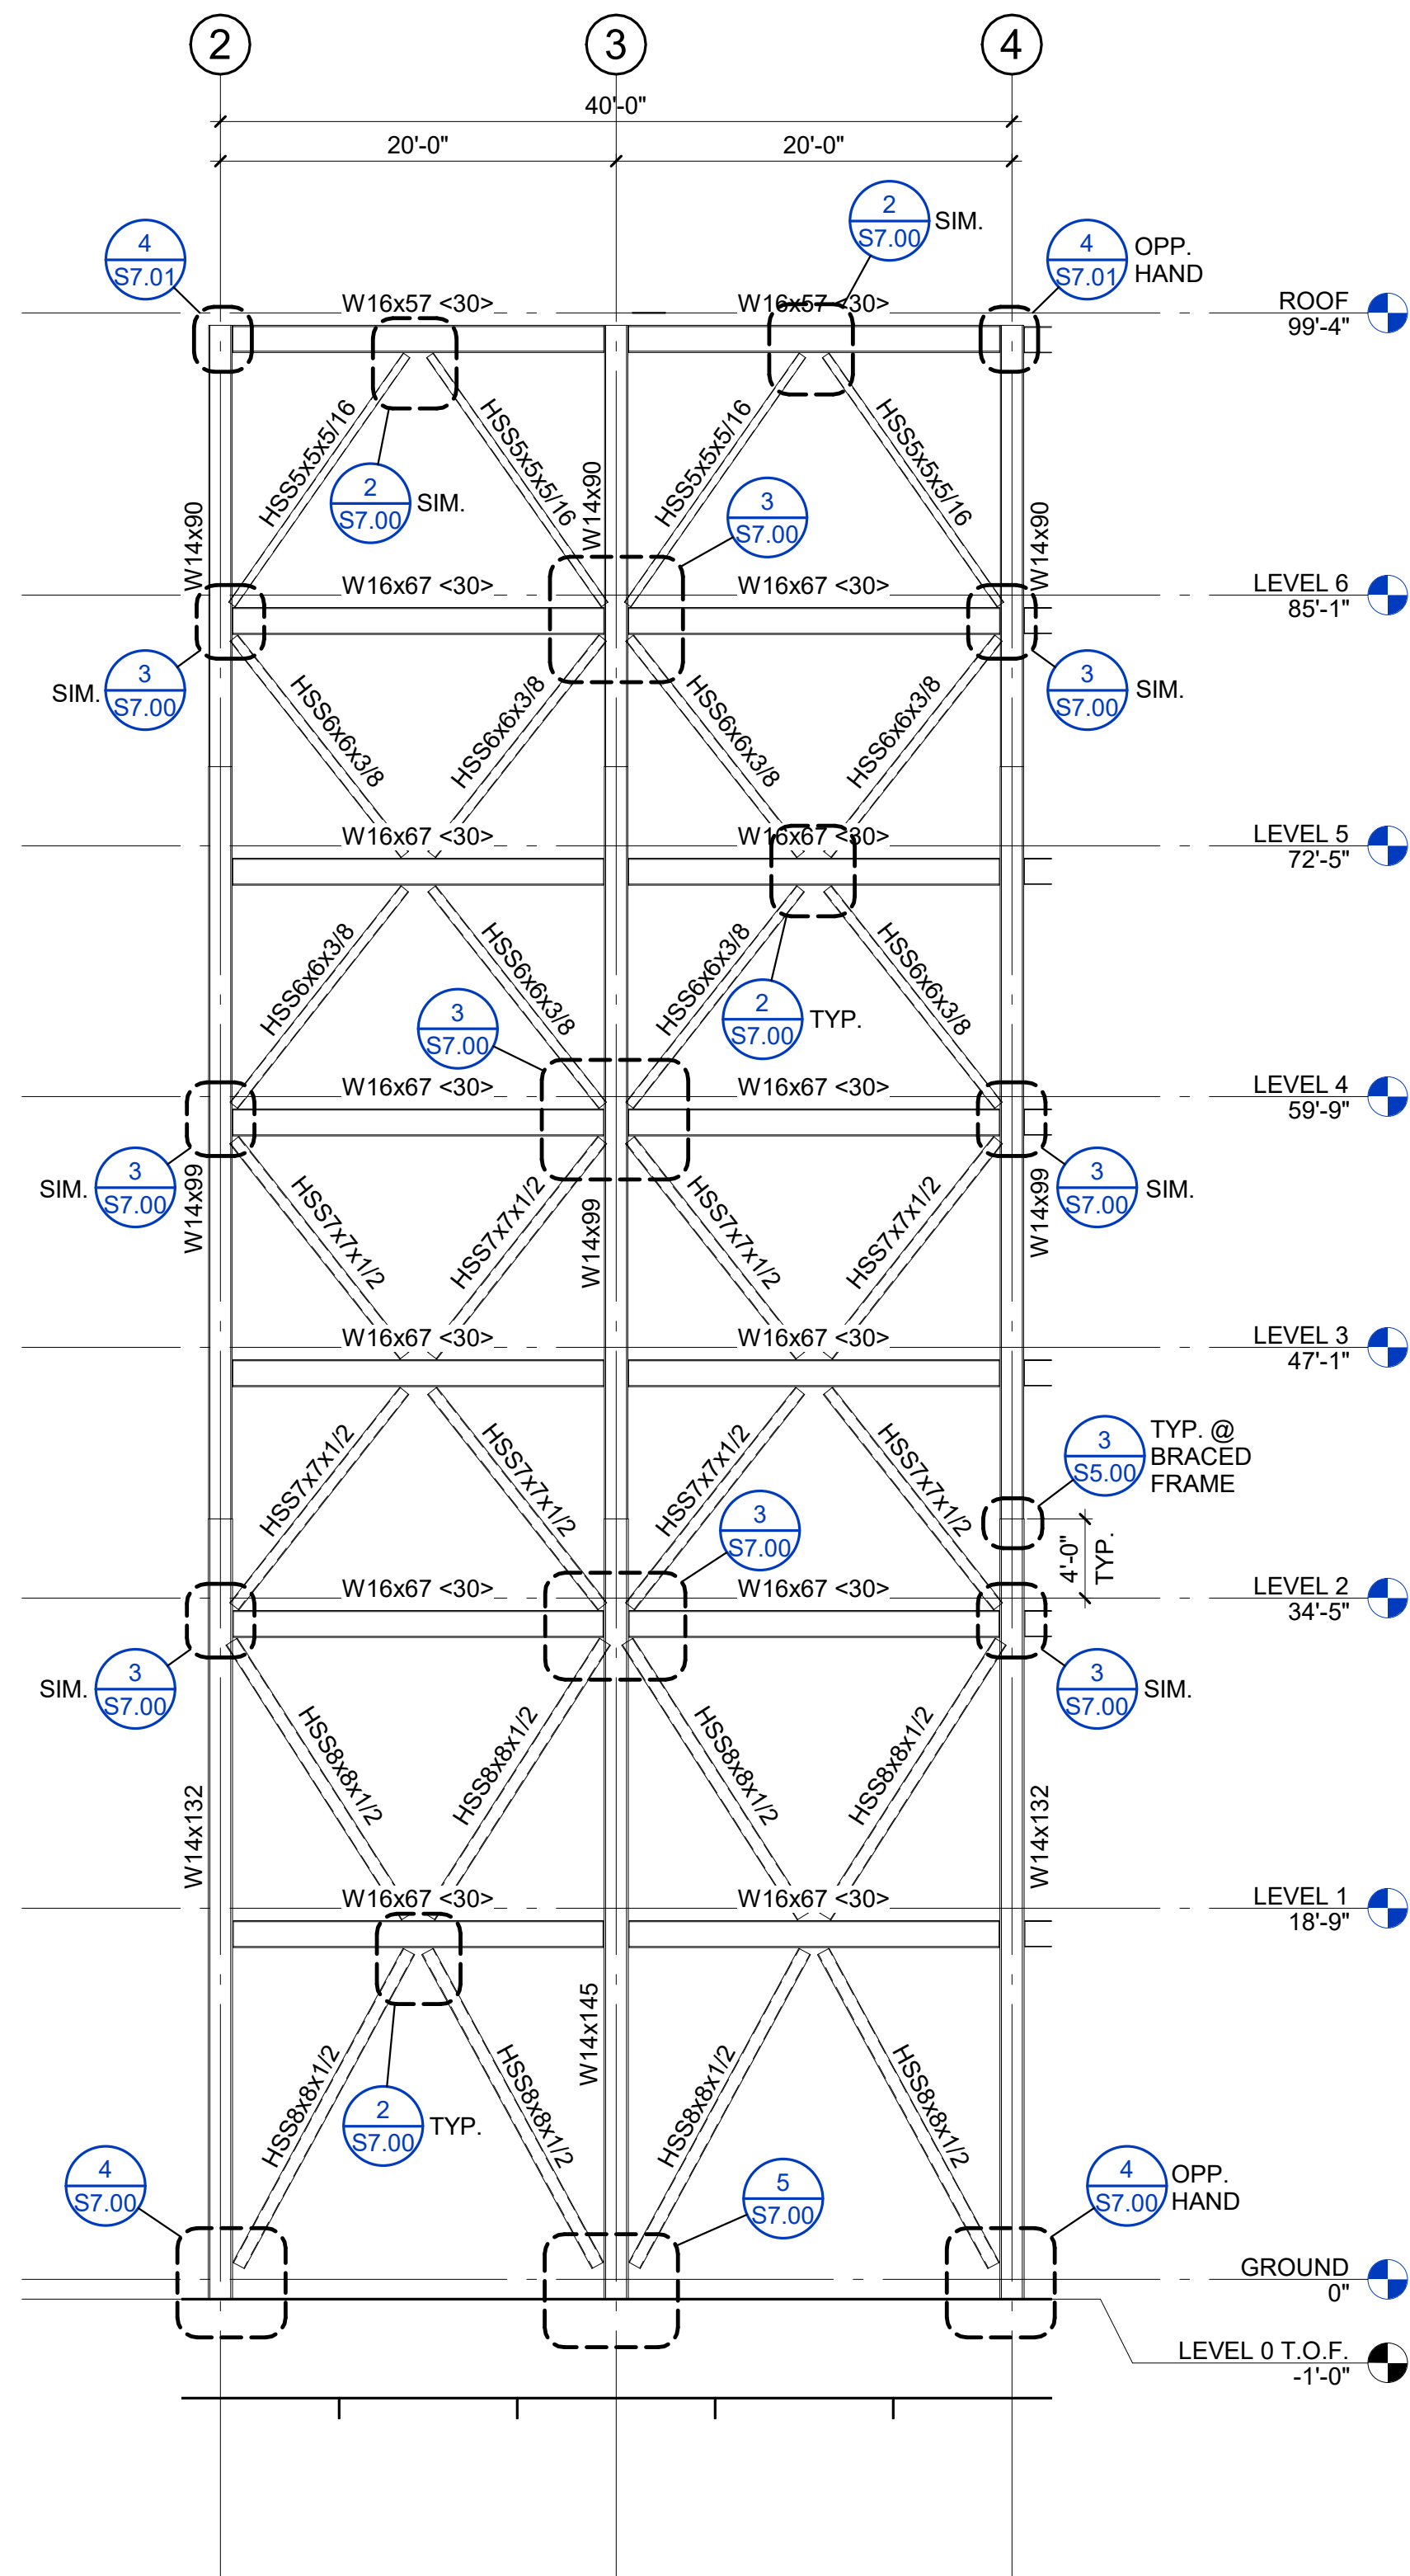 2
3
4
40'-0"
20'-0"
20'-0"
2
S7.00
SIM.
4
S7.01
4
S7.01
OPP.
HAND
W16x57 <30>
W16x57 <30>
ROOF
99'-4"
HSS5x5x5/16
HSS5x5x5/16
HSS5x5x5/16
HSS5x5x5/16
2
S7.00
SIM.
3
S7.00
W14x90
W14x90
W14x90
W16x67 <30>
W16x67 <30>
LEVEL 6
85'-1"
SIM.
3
S7.00
3
S7.00
SIM.
HSS6x6x3/8
HSS6x6x3/8
HSS6x6x3/8
HSS6x6x3/8
W16x67 <30>
W16x67 <30>
LEVEL 5
72'-5"
HSS6x6x3/8
HSS6x6x3/8
HSS6x6x3/8
HSS6x6x3/8
3
S7.00
2
S7.00
TYP.
W16x67 <30>
W16x67 <30>
LEVEL 4
59'-9"
SIM.
3
S7.00
3
S7.00
SIM.
W14x99
W14x99
W14x99
HSS7x7x1/2
HSS7x7x1/2
HSS7x7x1/2
HSS7x7x1/2
W16x67 <30>
W16x67 <30>
LEVEL 3
47'-1"
HSS7x7x1/2
HSS7x7x1/2
HSS7x7x1/2
HSS7x7x1/2
3
S5.00
TYP. @
BRACED
FRAME
3
S7.00
4'-0"
TYP.
W16x67 <30>
W16x67 <30>
LEVEL 2
34'-5"
SIM.
3
S7.00
3
S7.00
SIM.
HSS8x8x1/2
HSS8x8x1/2
HSS8x8x1/2
HSS8x8x1/2
W14x132
W14x132
W16x67 <30>
W16x67 <30>
LEVEL 1
18'-9"
W14x145
HSS8x8x1/2
HSS8x8x1/2
HSS8x8x1/2
HSS8x8x1/2
2
S7.00
TYP.
4
S7.00
5
S7.00
4
S7.00
OPP.
HAND
GROUND
0"
LEVEL 0 T.O.F.
-1'-0"